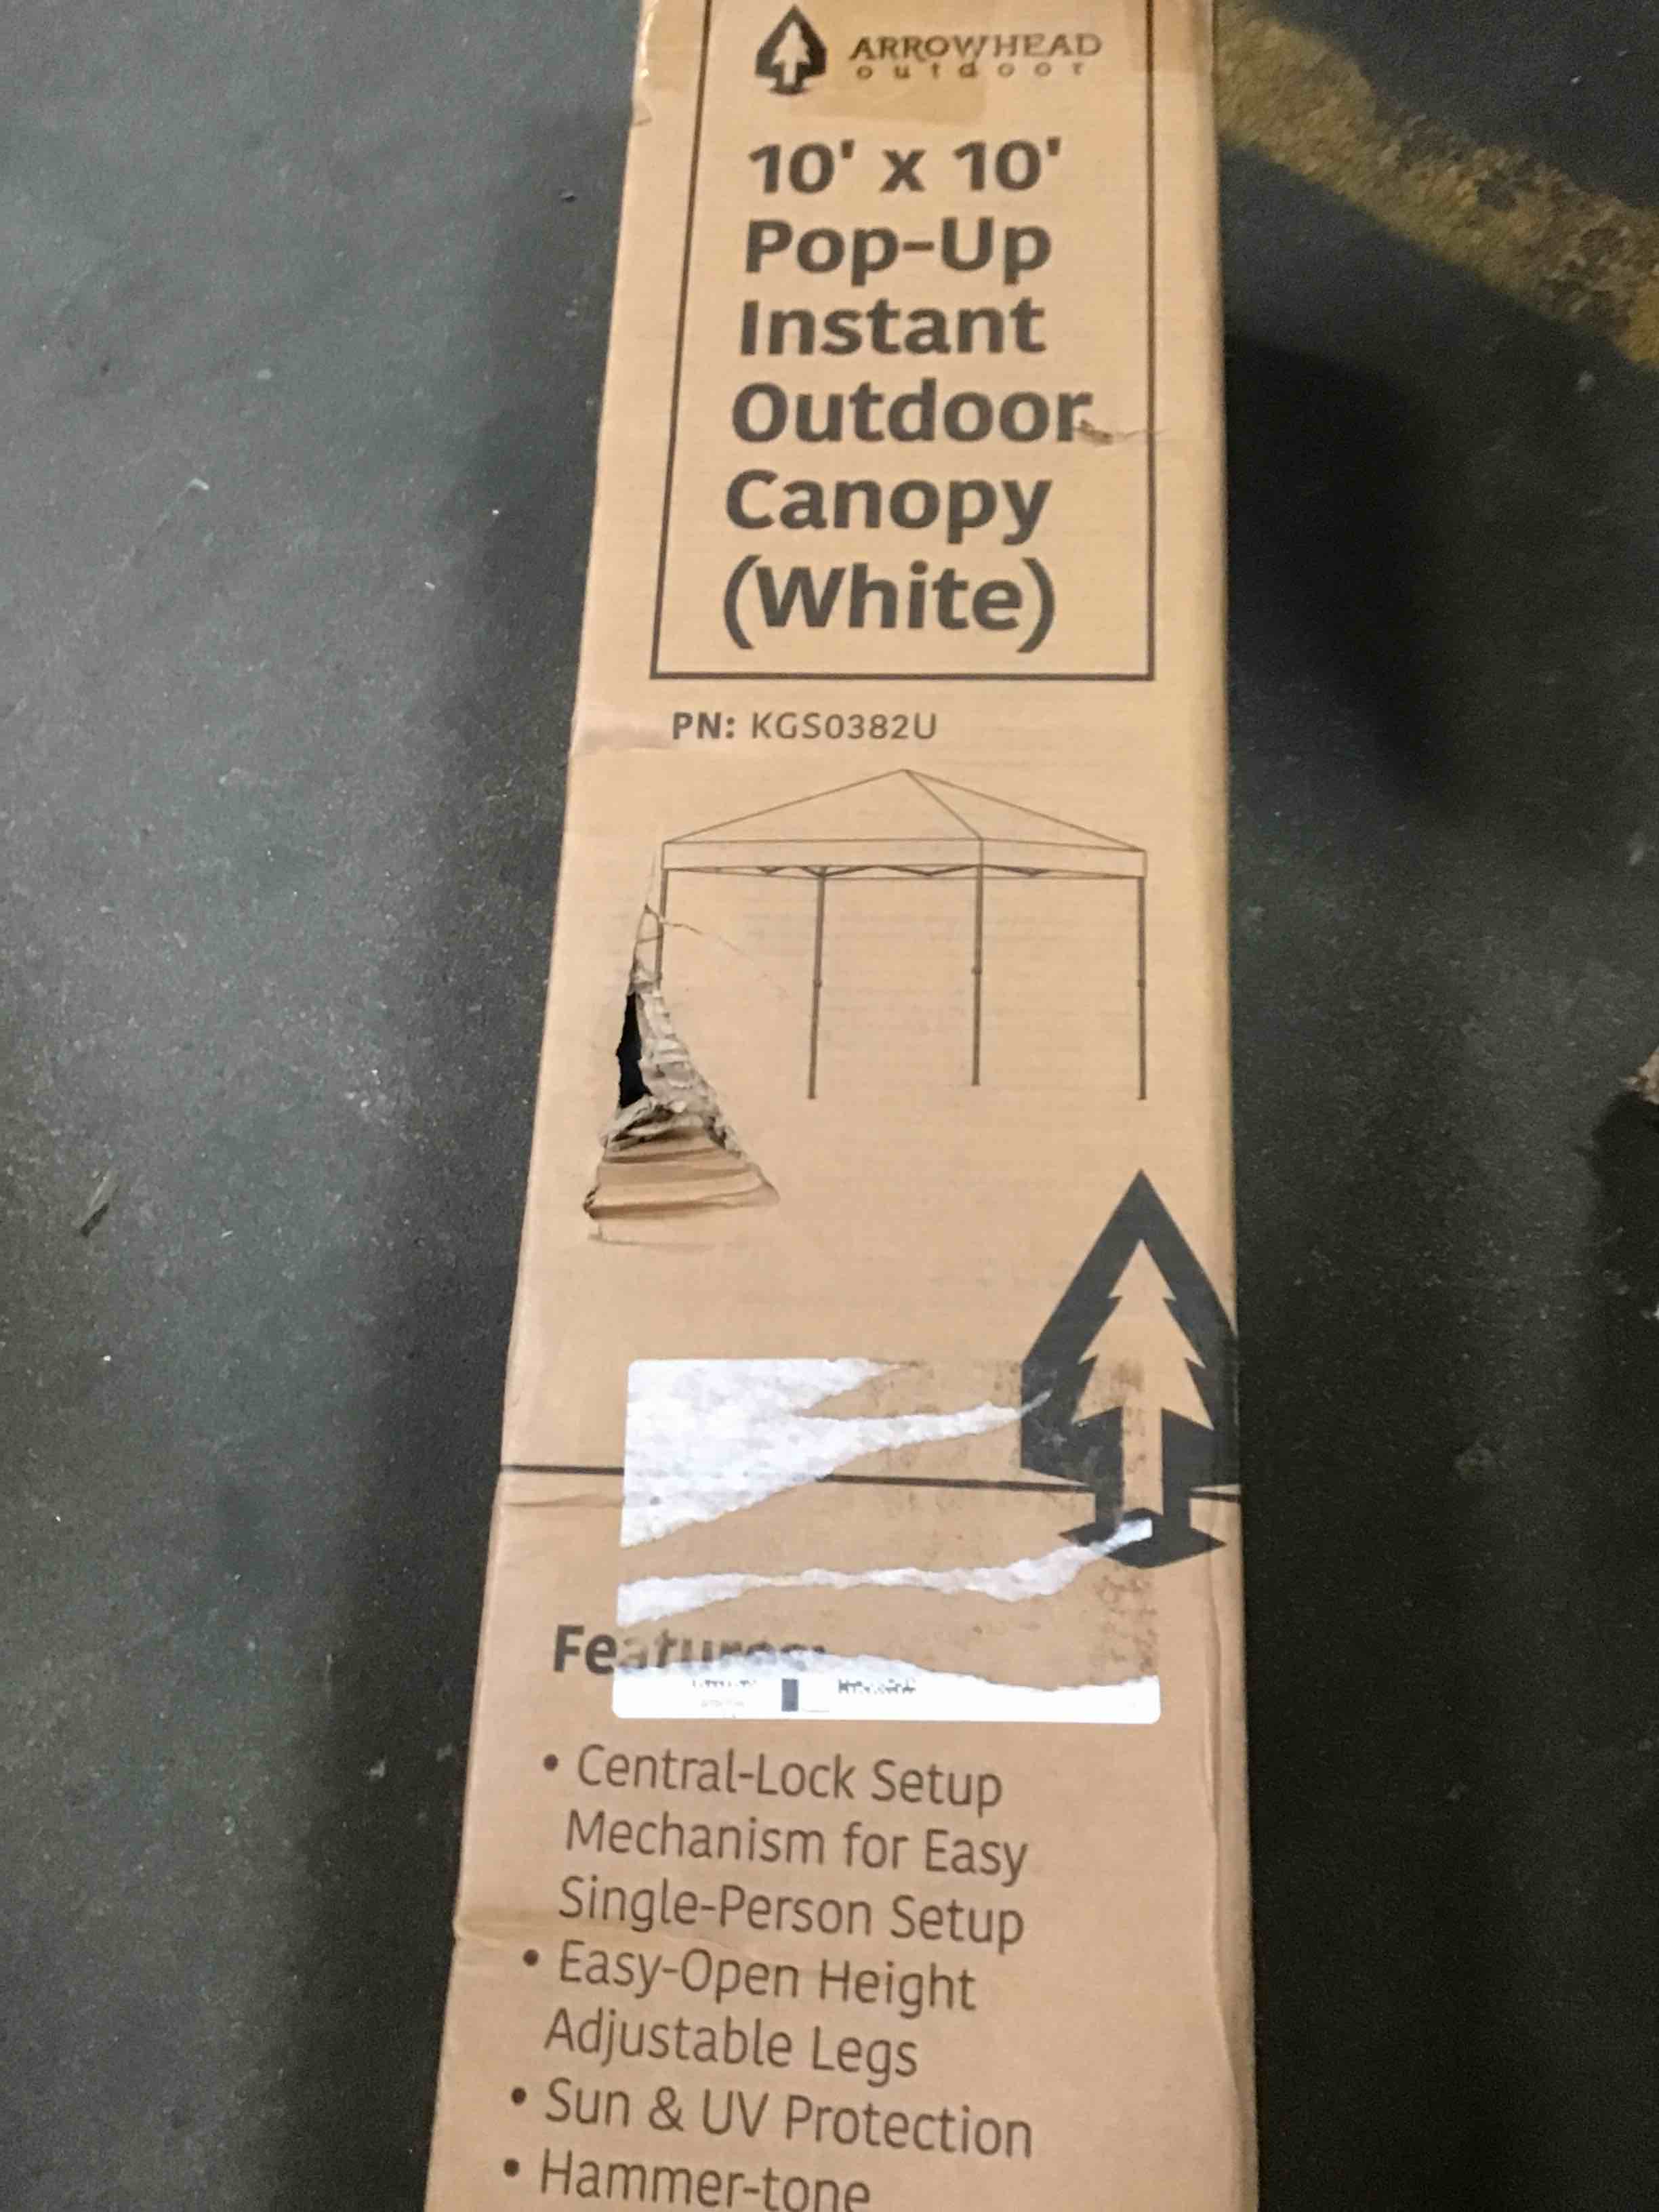 ARROWHEAD
outdoor
10' x 10'
Pop-Up
Instant
Outdoor
Canopy
(White)
PN: KGS0382U
Features:
• Central-Lock Setup
Mechanism for Easy
Single-Person Setup
• Easy-Open Height
Adjustable Legs
• Sun & UV Protection
• Hammer-tone